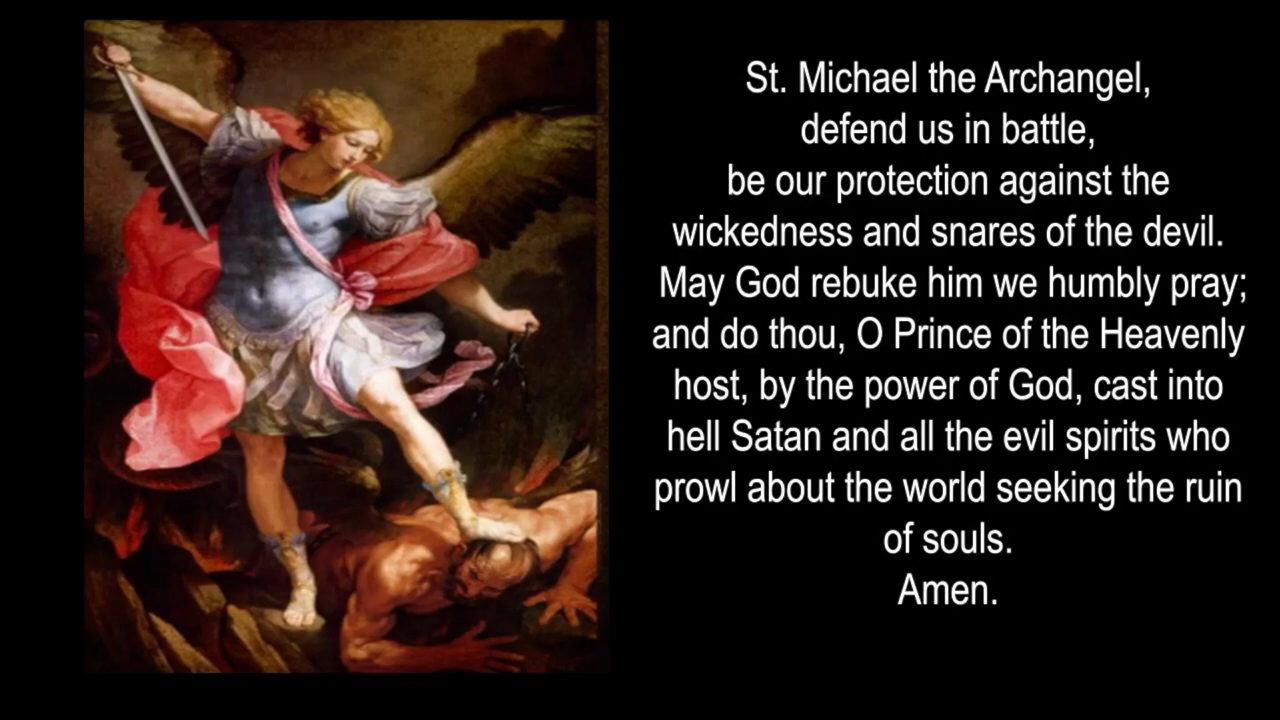 St. Michael the Archangel,
defend us in battle,
be our protection against the
wickedness and snares of the devil.
May God rebuke him we humbly pray;
and do thou, O Prince of the Heavenly
host, by the power of God, cast into
hell Satan and all the evil spirits who
prowl about the world seeking the ruin
of souls.
Amen.